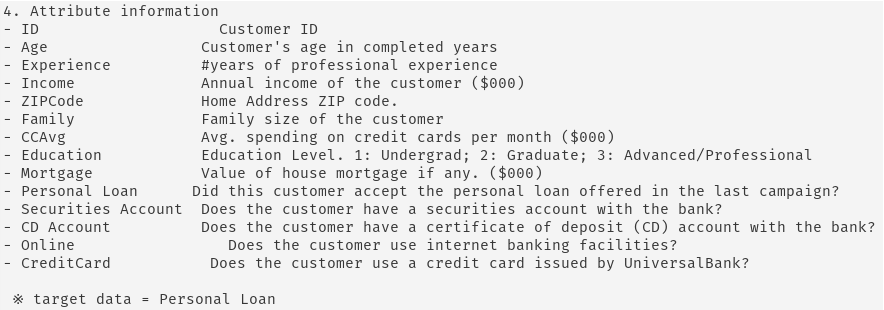 4. Attribute information
- ID                    Customer ID
- Age                 Customer's age in completed years
- Experience          #years of professional experience
- Income              Annual income of the customer ($000)
- ZIPCode             Home Address ZIP code.
- Family              Family size of the customer
- CCAvg               Avg. spending on credit cards per month ($000)
- Education           Education Level. 1: Undergrad; 2: Graduate; 3: Advanced/Professional
- Mortgage            Value of house mortgage if any. ($000)
- Personal Loan      Did this customer accept the personal loan offered in the last campaign?
- Securities Account  Does the customer have a securities account with the bank?
- CD Account          Does the customer have a certificate of deposit (CD) account with the bank?
- Online                 Does the customer use internet banking facilities?
- CreditCard           Does the customer use a credit card issued by UniversalBank?
※ target data = Personal Loan